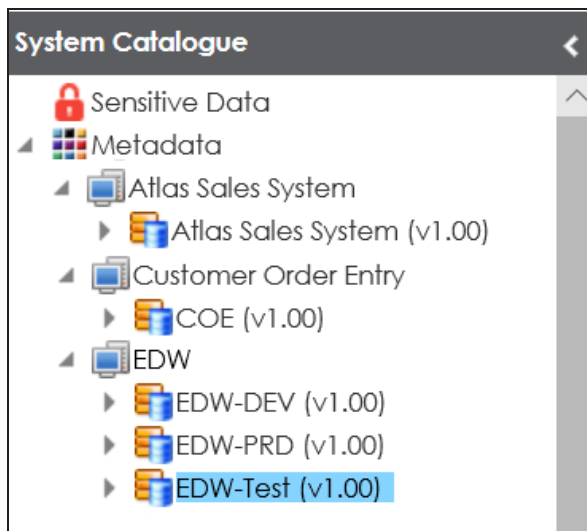 System Catalogue
Sensitive Data
Metadata
Atlas Sales System
Atlas Sales System (v1.00)
Customer Order Entry
COE (v1.00)
EDW
EDW-DEV (v1.00)
EDW-PRD (v1.00)
EDW-Test (v1.00)